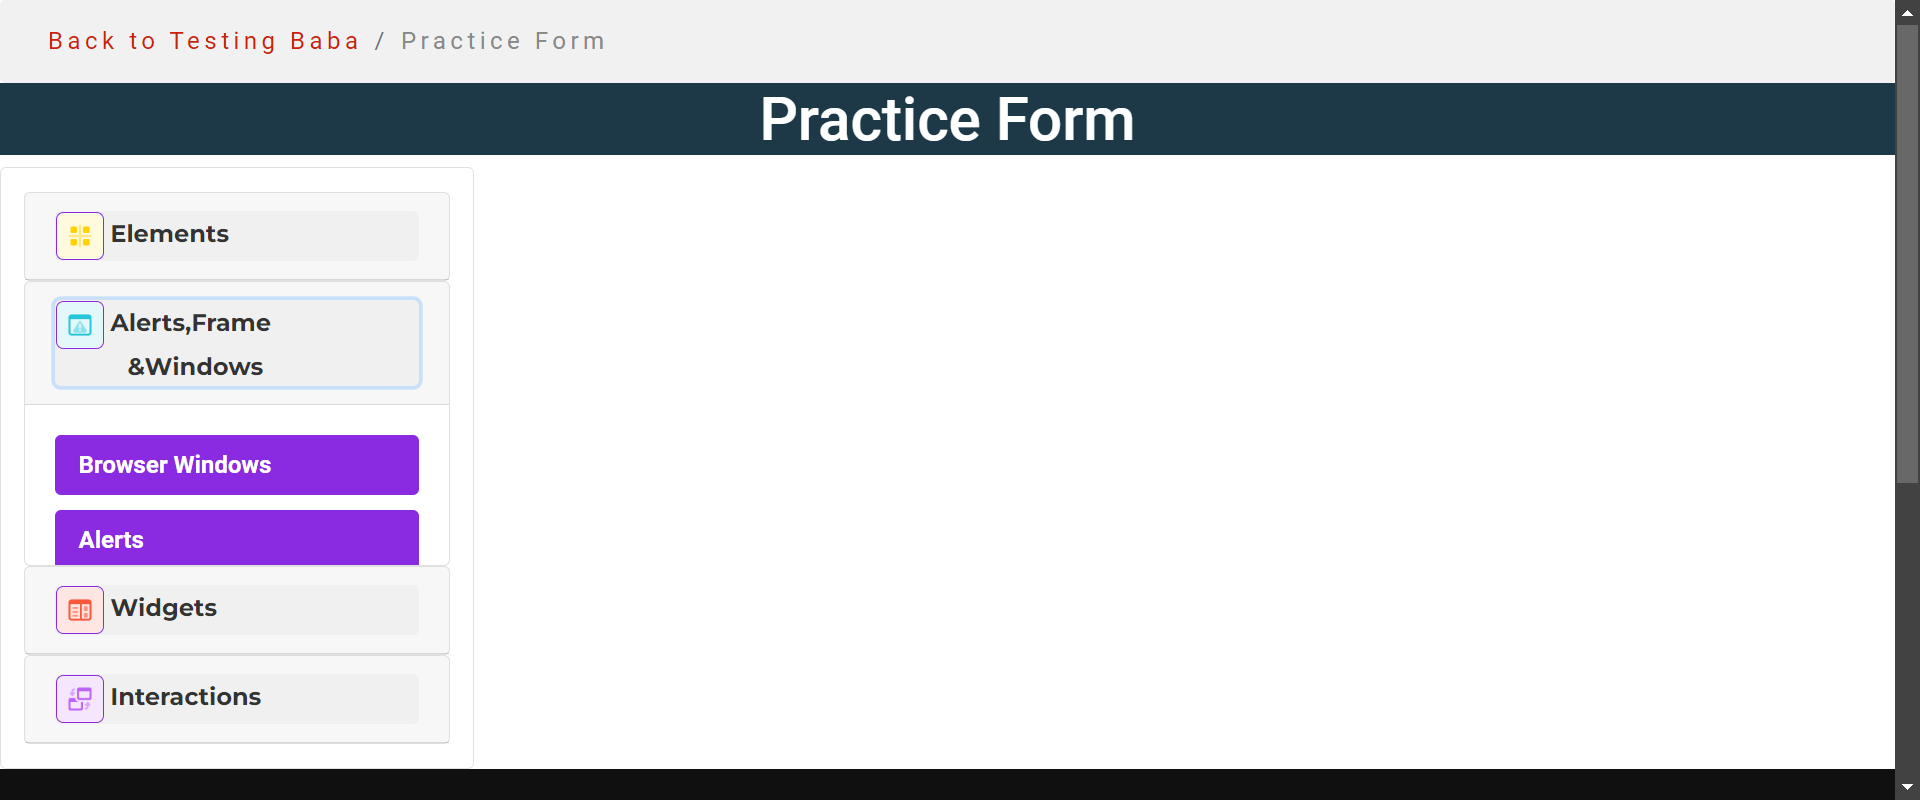 Back to Testing Baba / Practice Form
Practice Form
Elements
Alerts,Frame
&Windows
Browser Windows
Alerts
Widgets
Interactions